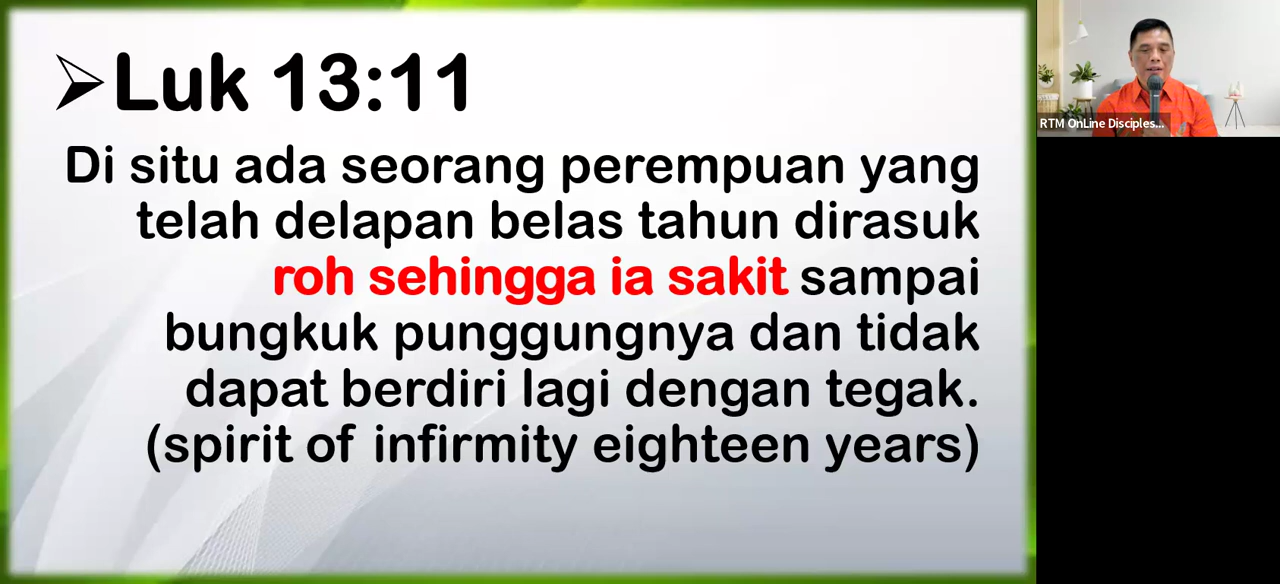 Luk 13:11
Di situ ada seorang perempuan yang
telah delapan belas tahun dirasuk
roh sehingga ia sakit sampai
bungkuk punggungnya dan tidak
dapat berdiri lagi dengan tegak.
(spirit of infirmity eighteen years)
RTM OnLine Disciples...